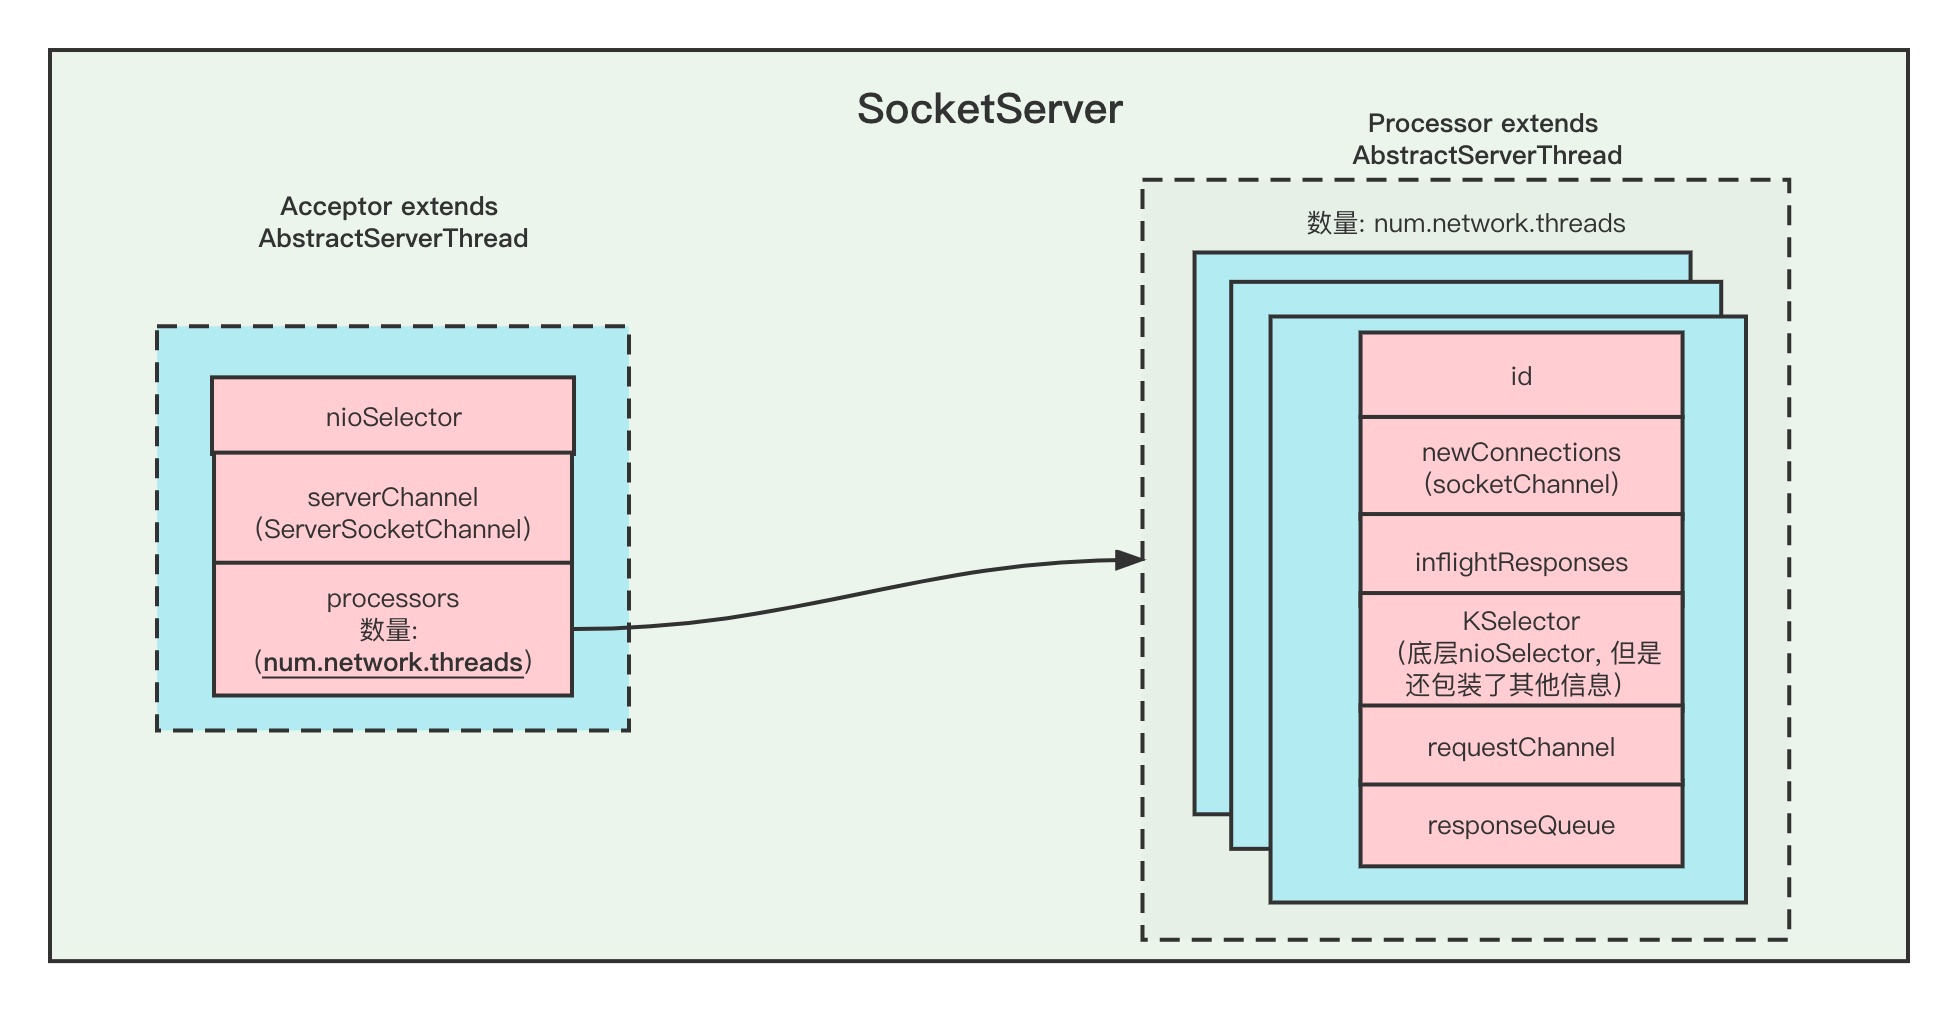 SocketServer
Acceptor extends
AbstractServerThread
nioSelector
serverChannel
(ServerSocketChannel)
processors
数量:
(num.network.threads)
Processor extends
AbstractServerThread
数量: num.network.threads
id
newConnections
(socketChannel)
inflightResponses
KSelector
（底层nioSelector, 但是
还包装了其他信息）
requestChannel
responseQueue